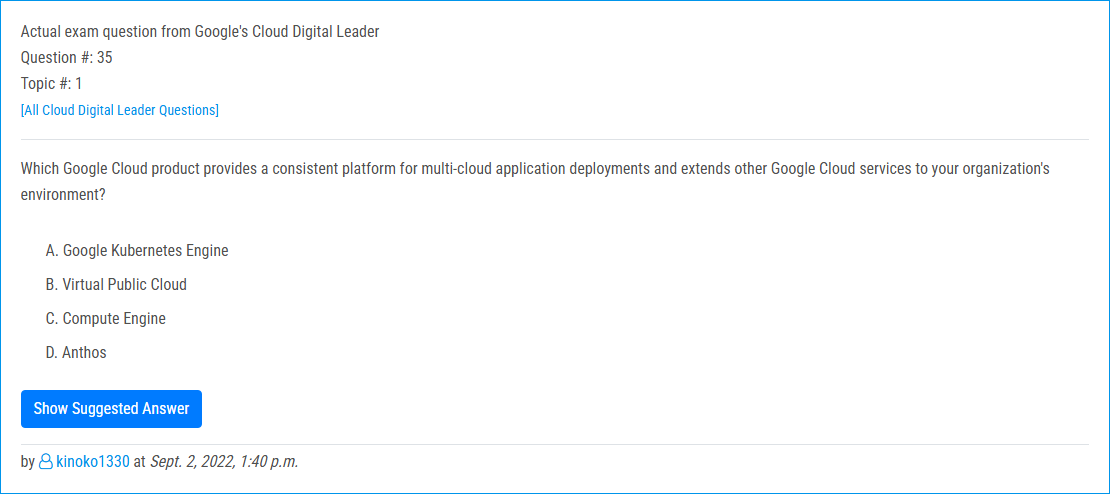 Actual exam question from Google's Cloud Digital Leader
Question #: 35
Topic #: 1
[All Cloud Digital Leader Questions]
Which Google Cloud product provides a consistent platform for multi-cloud application deployments and extends other Google Cloud services to your organization's
environment?
A. Google Kubernetes Engine
B. Virtual Public Cloud
C. Compute Engine
D. Anthos
Show Suggested Answer
by kinoko1330 at Sept. 2, 2022, 1:40 p.m.